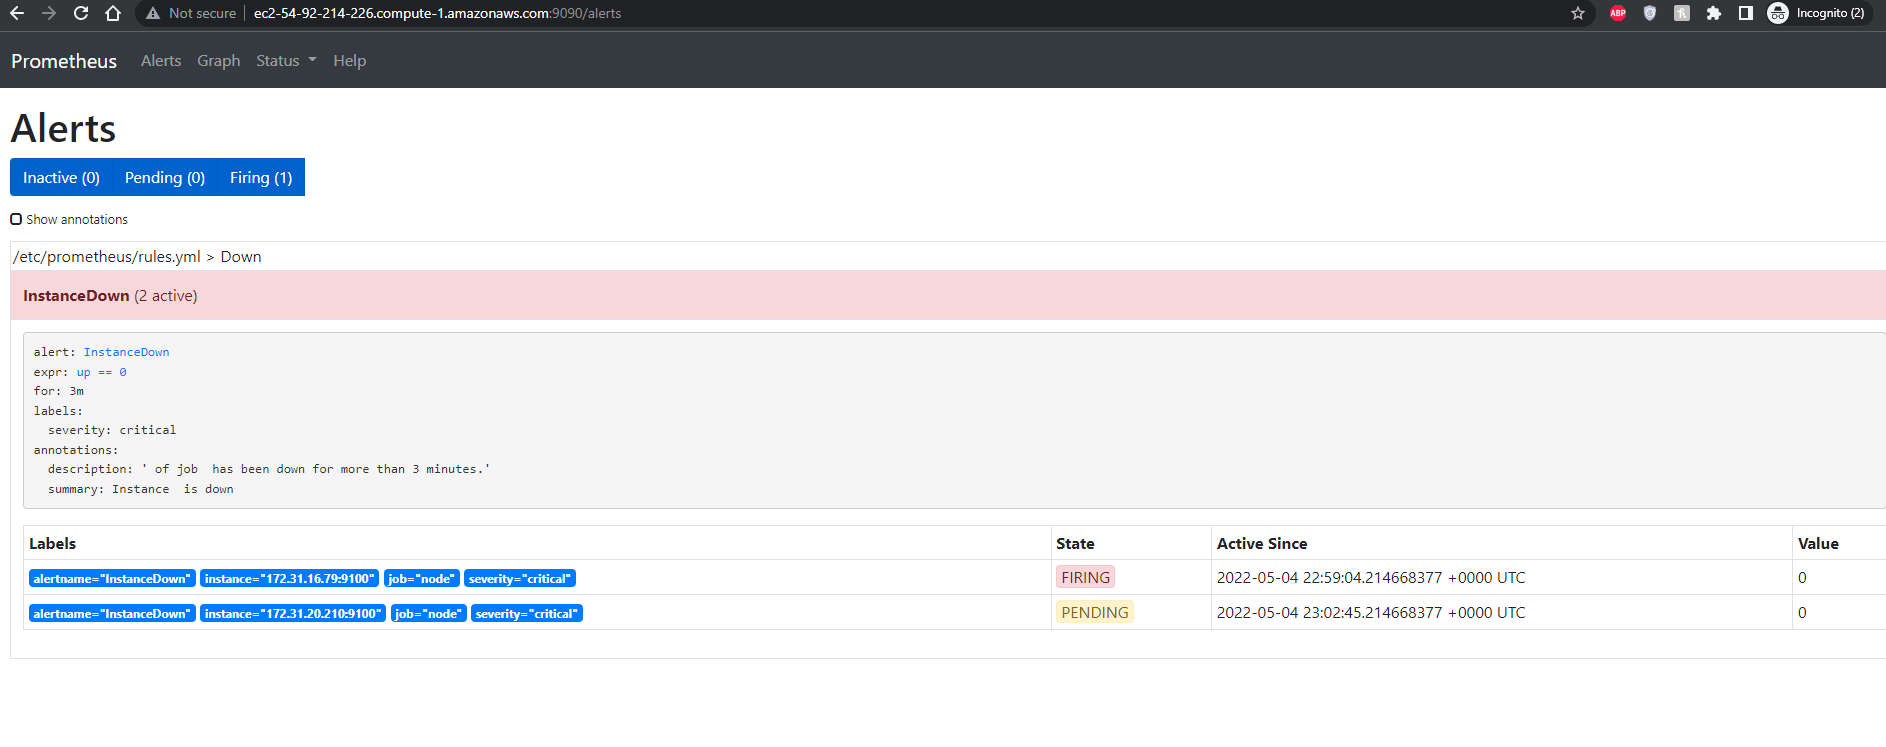 Not secure | ec2-54-92-214-226.compute-1.amazonaws.com:9090/alerts ABP Incognito (2)
Prometheus Alerts Graph Status Help
Alerts
Inactive (0) Pending (0) Firing (1)
Show annotations
/etc/prometheus/rules.yml > Down
InstanceDown (2 active)
alert: InstanceDown
expr: up == 0
for: 3m
labels:
  severity: critical
annotations:
  description: ' of job  has been down for more than 3 minutes.'
  summary: Instance  is down
Labels State Active Since Value
alertname="InstanceDown" instance="172.31.16.79:9100" job="node" severity="critical" FIRING 2022-05-04 22:59:04.214668377 +0000 UTC 0
alertname="InstanceDown" instance="172.31.20.210:9100" job="node" severity="critical" PENDING 2022-05-04 23:02:45.214668377 +0000 UTC 0